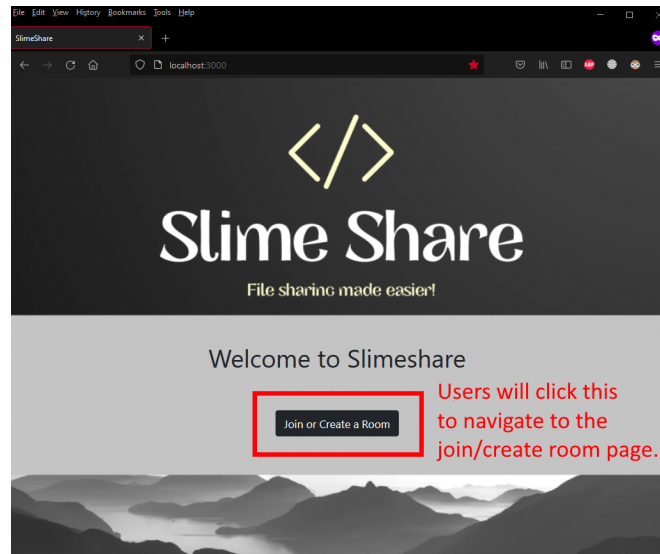 File Edit View History Bookmarks Tools Help
SlimeShare
localhost:3000
ABP
</>
Slime Share
File sharing made easier!
Welcome to Slimeshare
Join or Create a Room
Users will click this
to navigate to the
join/create room page.